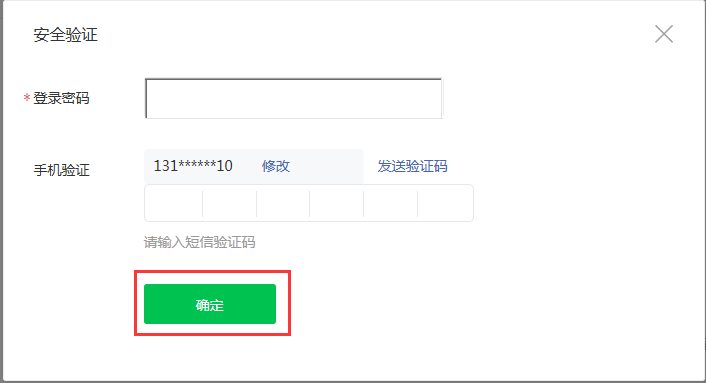 安全验证
* 登录密码
手机验证 131******10 修改 发送验证码
请输入短信验证码
确定